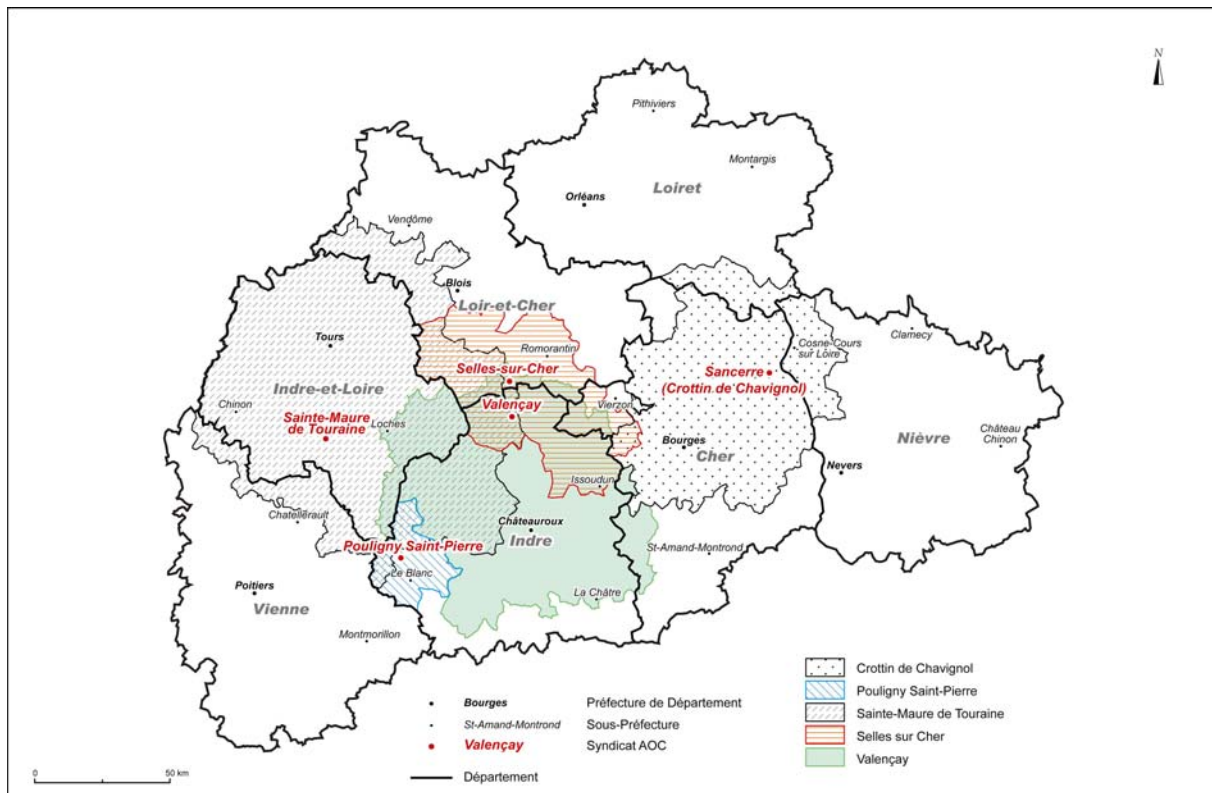 N
Pithiviers
Montargis
Loiret
Orléans
Vendôme
Blois
Loir-et-Cher
Clamecy
Tours
Romorantin
Cosne-Cours
sur Loire
Selles-sur-Cher
Sancerre
(Crottin de Chavignol)
Indre-et-Loire
Chinon
Valençay
Vierzon
Sainte-Maure
de Touraine
Loches
Château
Chinon
Nièvre
Bourges
Cher
Nevers
Issoudun
Chatellerault
Châteauroux
Indre
Pouligny Saint-Pierre
St-Amand-Montrond
Le Blanc
Poitiers
La Châtre
Vienne
Montmorillon
Crottin de Chavignol
Pouligny Saint-Pierre
Sainte-Maure de Touraine
Selles sur Cher
Valençay
Bourges Préfecture de Département
St-Amand-Montrond Sous-Préfecture
Valençay Syndicat AOC
Département
0 50 km